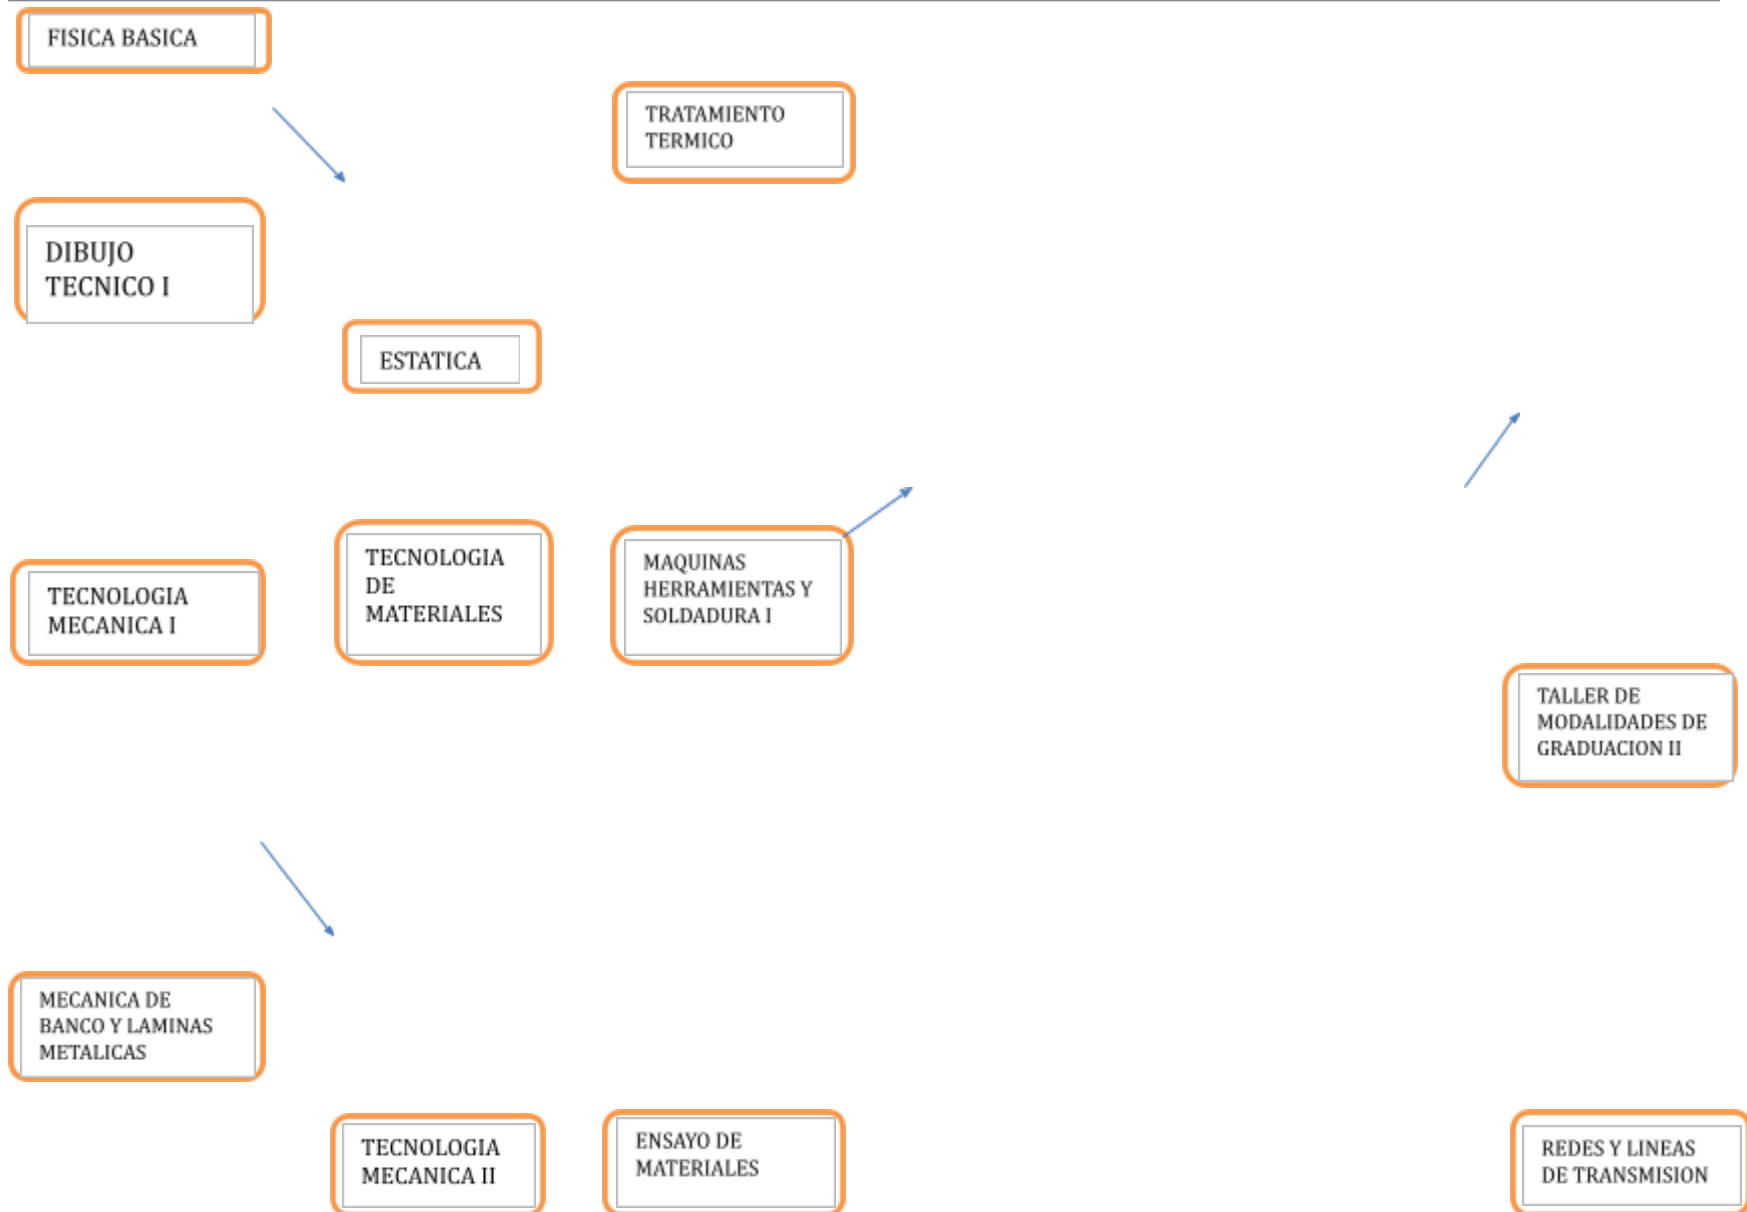 FISICA BASICA
TRATAMIENTO
TERMICO
DIBUJO
TECNICO I
ESTATICA
TECNOLOGIA
DE
MATERIALES
MAQUINAS
HERRAMIENTAS Y
SOLDADURA I
TECNOLOGIA
MECANICA I
TALLER DE
MODALIDADES DE
GRADUACION II
MECANICA DE
BANCO Y LAMINAS
METALICAS
TECNOLOGIA
MECANICA II
ENSAYO DE
MATERIALES
REDES Y LINEAS
DE TRANSMISION